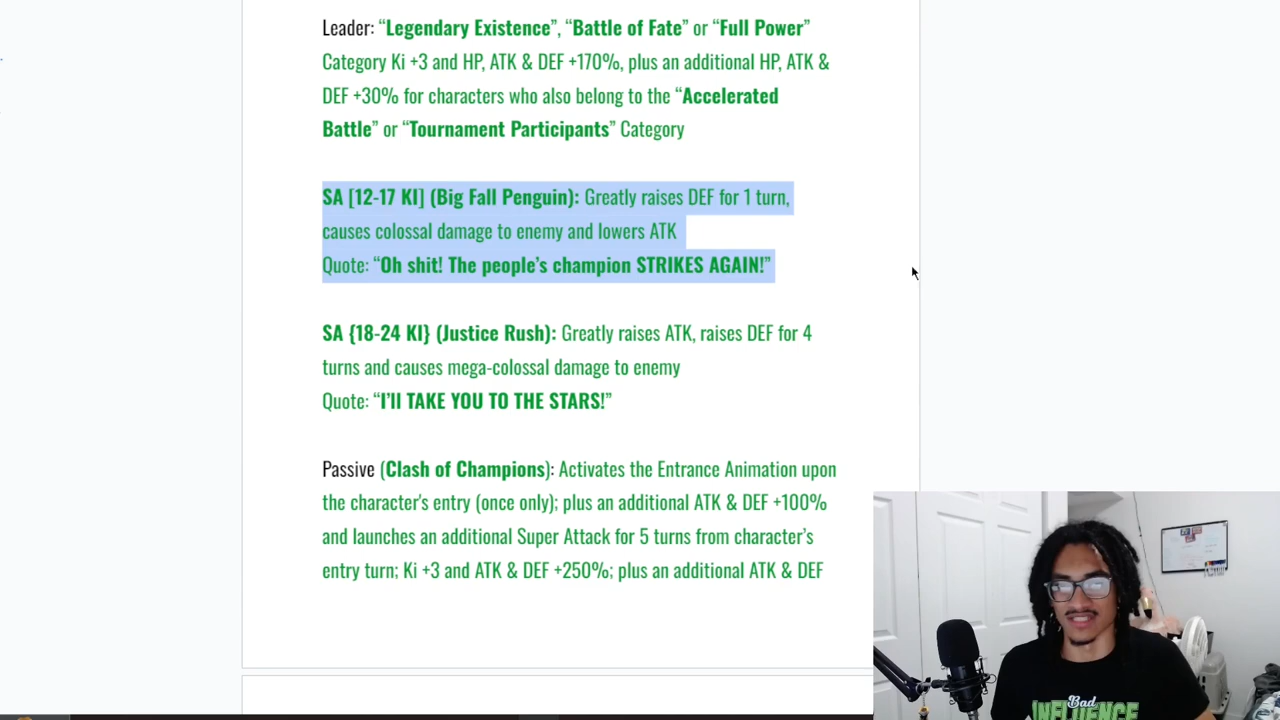 Leader: “Legendary Existence”, “Battle of Fate” or “Full Power”
Category Ki +3 and HP, ATK & DEF +170%, plus an additional HP, ATK &
DEF +30% for characters who also belong to the “Accelerated
Battle” or “Tournament Participants” Category
SA [12-17 KI] (Big Fall Penguin): Greatly raises DEF for 1 turn,
causes colossal damage to enemy and lowers ATK
Quote: “Oh shit! The people’s champion STRIKES AGAIN!”
SA {18-24 KI} (Justice Rush): Greatly raises ATK, raises DEF for 4
turns and causes mega-colossal damage to enemy
Quote: “I’ll TAKE YOU TO THE STARS!”
Passive (Clash of Champions): Activates the Entrance Animation upon
the character's entry (once only); plus an additional ATK & DEF +100%
and launches an additional Super Attack for 5 turns from character’s
entry turn; Ki +3 and ATK & DEF +250%; plus an additional ATK & DEF
Bad
INFLUENCE